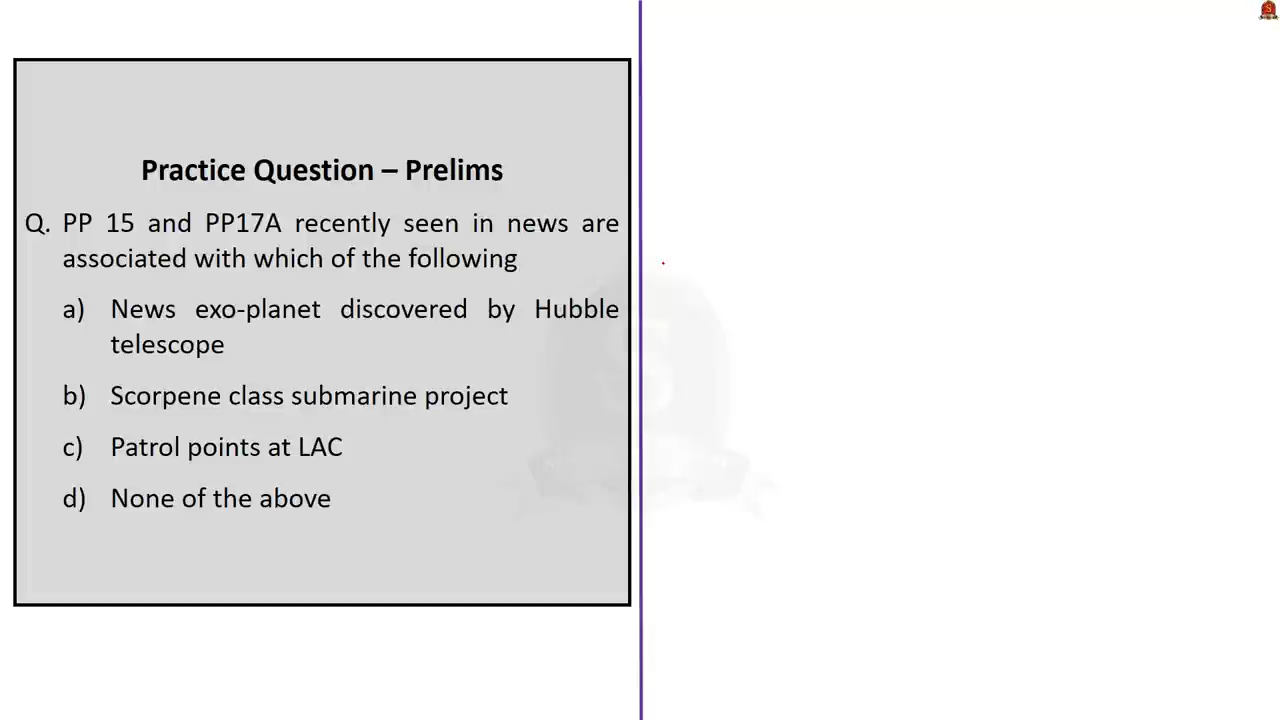 Practice Question – Prelims
Q. PP 15 and PP17A recently seen in news are
associated with which of the following
a) News exo-planet discovered by Hubble
telescope
b) Scorpene class submarine project
c) Patrol points at LAC
d) None of the above
S
S